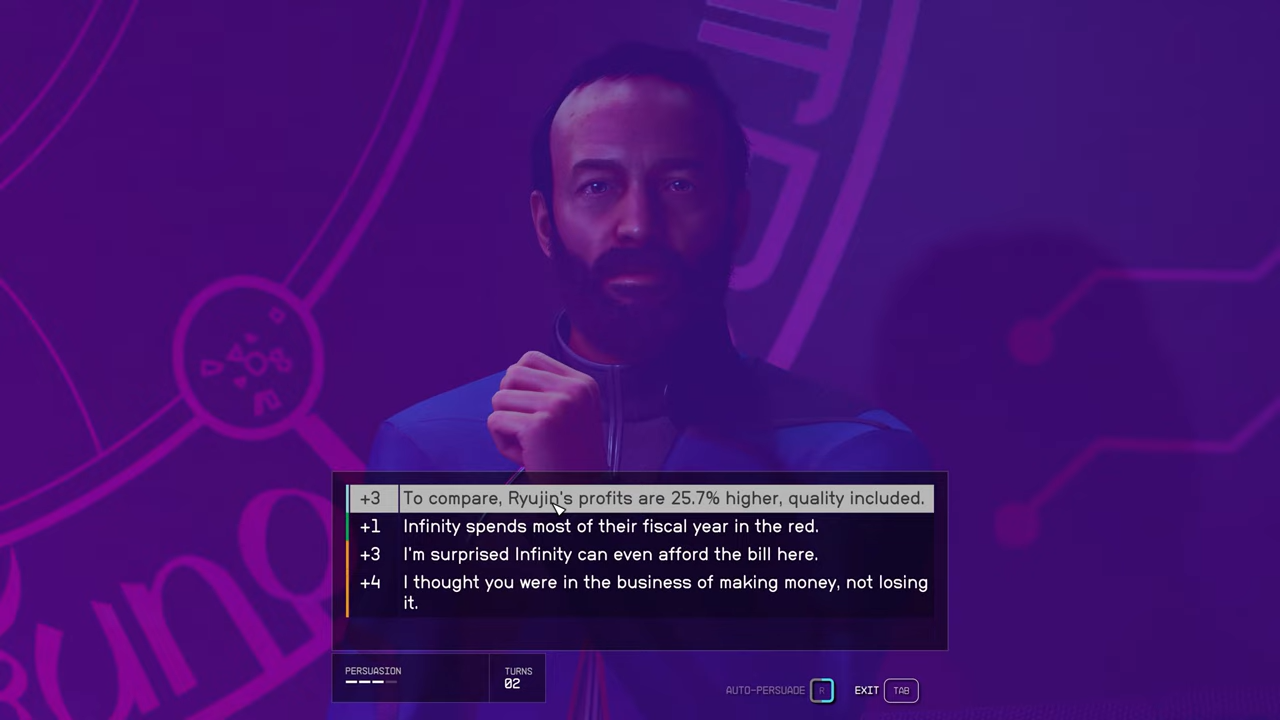 +3 To compare, Ryujin's profits are 25.7% higher, quality included.
+1 Infinity spends most of their fiscal year in the red.
+3 I'm surprised Infinity can even afford the bill here.
+4 I thought you were in the business of making money, not losing
it.
PERSUASION
TURNS
02
AUTO-PERSUADE R EXIT TAB